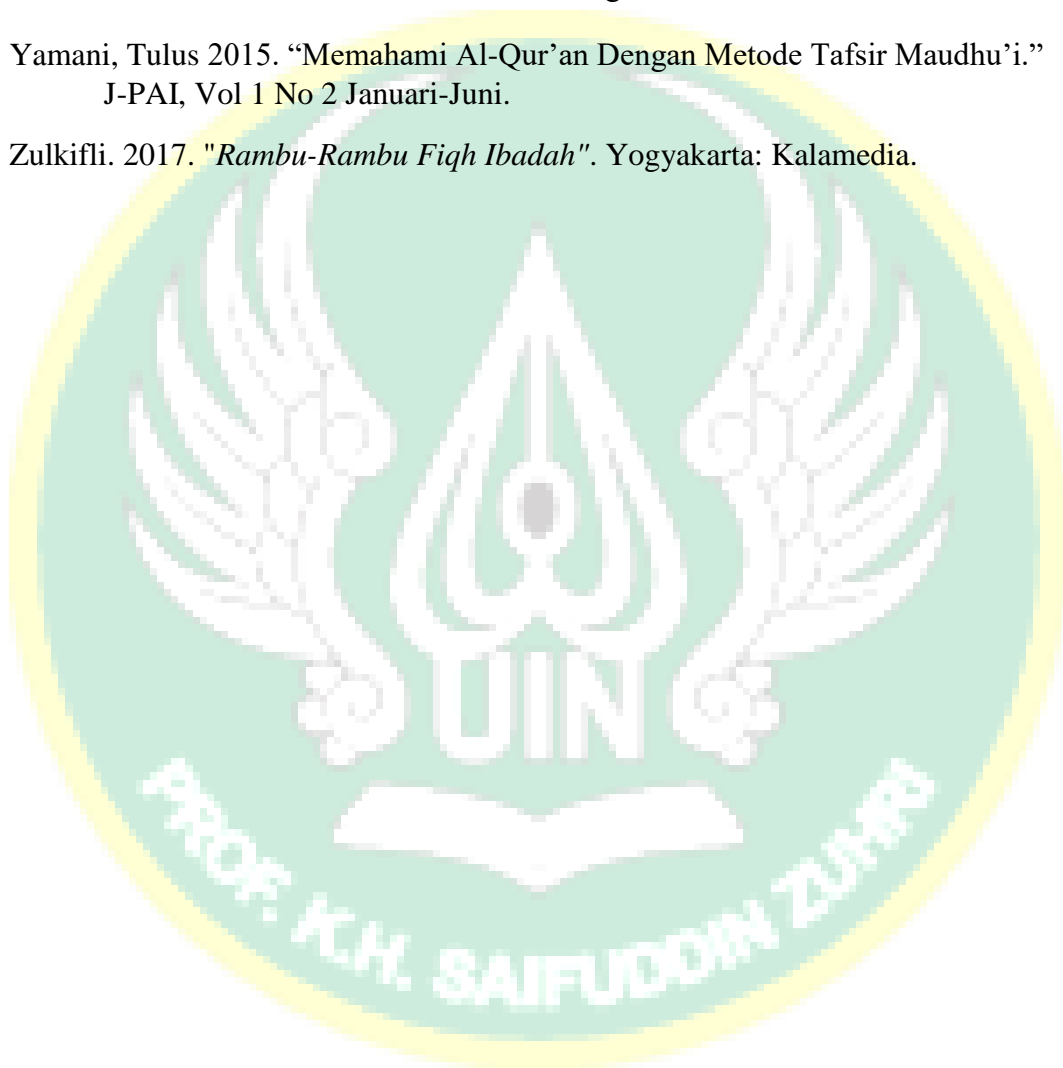 Yamani, Tulus 2015. “Memahami Al-Qur’an Dengan Metode Tafsir Maudhu’i.”
J-PAI, Vol 1 No 2 Januari-Juni.
Zulkifli. 2017. "Rambu-Rambu Fiqh Ibadah". Yogyakarta: Kalamedia.
UIN
PROF. K.H. SAIFUDDIN ZUHRI